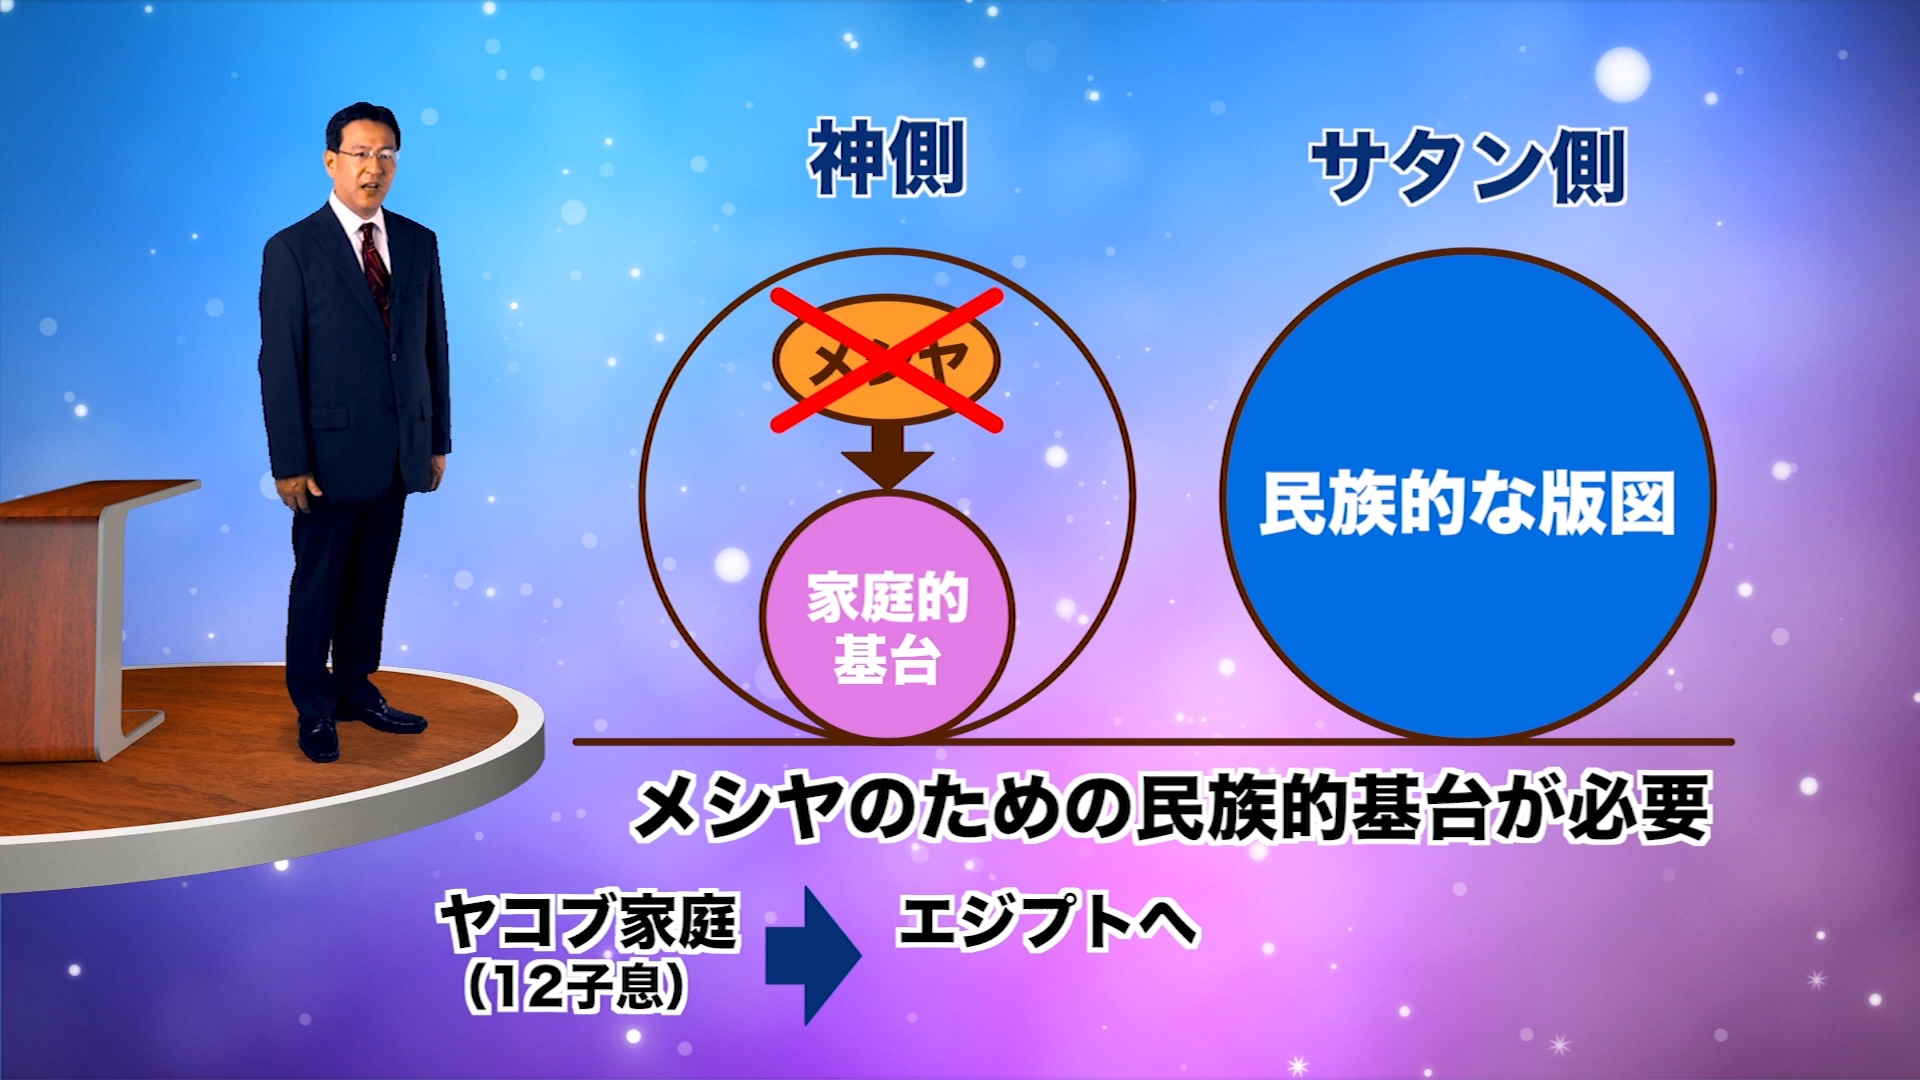 神側
サタン側
メシヤ
民族的な版図
家庭的
基台
メシヤのための民族的基台が必要
ヤコブ家庭
(12子息)
エジプトへ